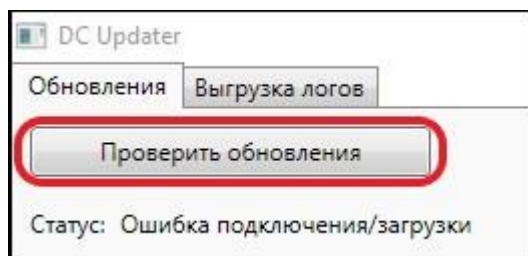 DC Updater
Обновления Выгрузка логов
Проверить обновления
Статус: Ошибка подключения/загрузки